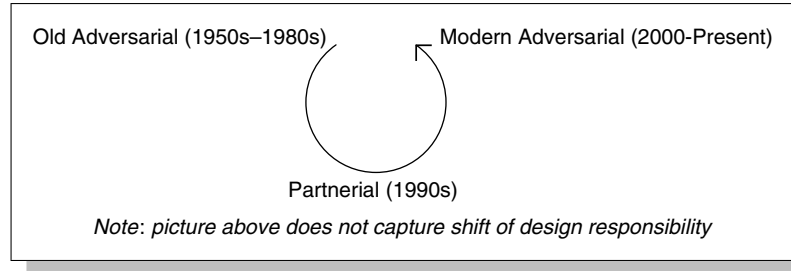 Old Adversarial (1950s–1980s)
Modern Adversarial (2000-Present)
Partnerial (1990s)
Note: picture above does not capture shift of design responsibility